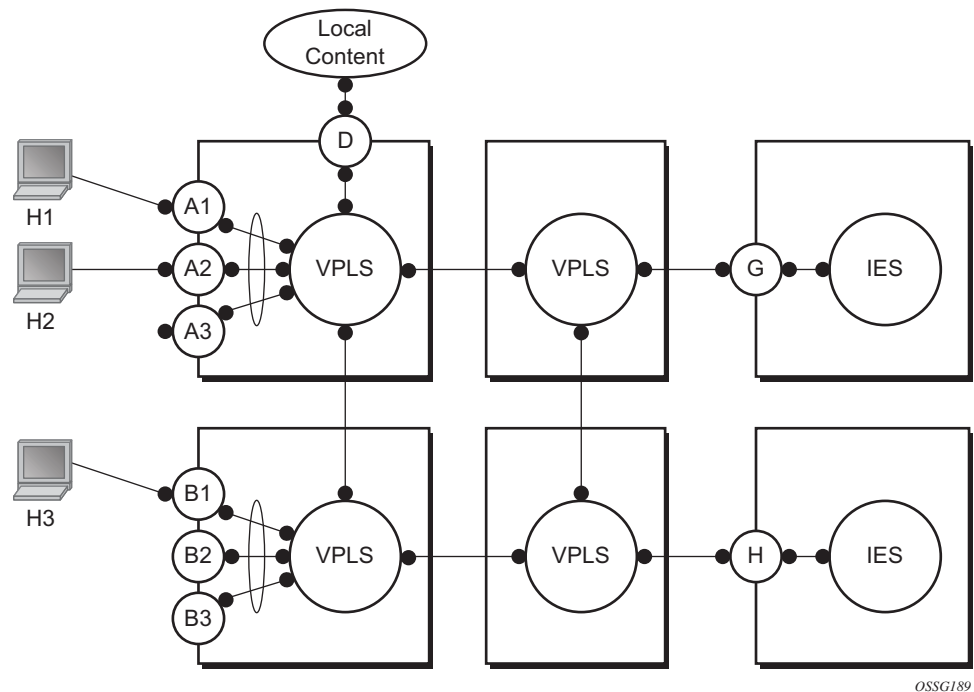 Local
Content
D
H1
A1
A2
A3
VPLS
VPLS
G
IES
H2
H3
B1
B2
B3
VPLS
VPLS
H
IES
OSSG189